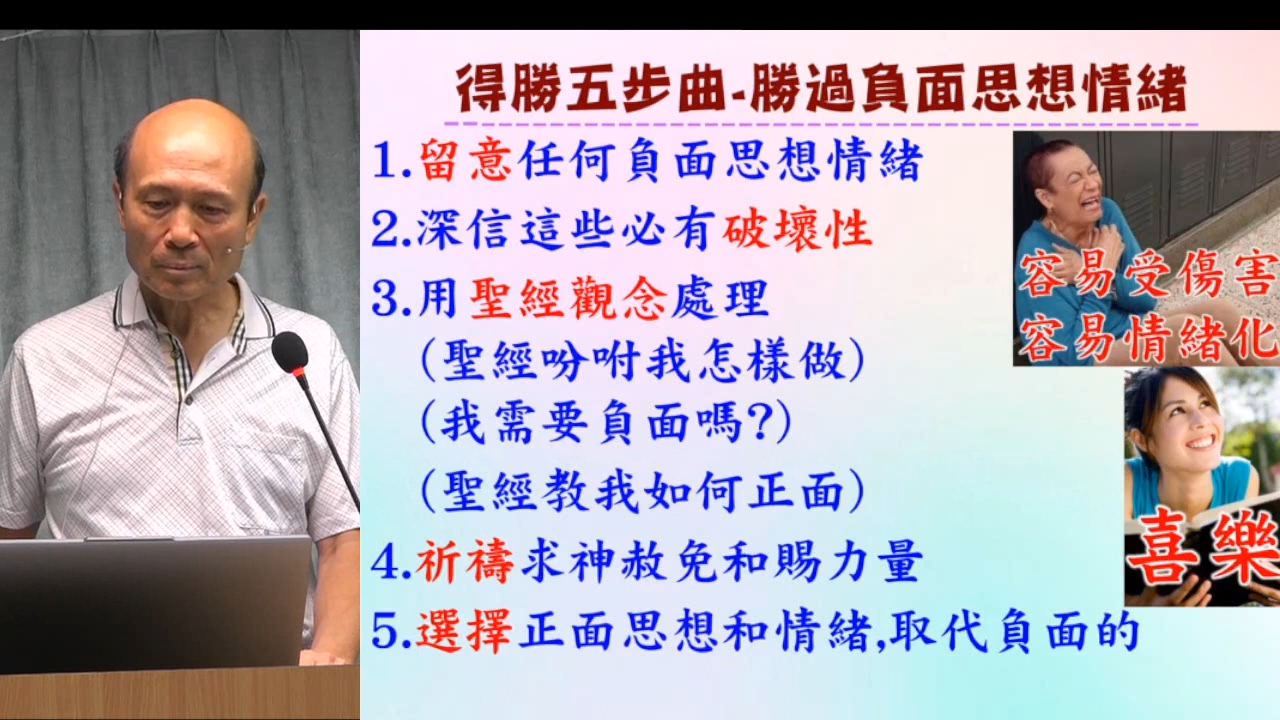 得勝五步曲-勝過負面思想情緒
1.留意任何負面思想情緒
2.深信這些必有破壞性
3.用聖經觀念處理
(聖經吩咐我怎樣做)
(我需要負面嗎?)
(聖經教我如何正面)
4.祈禱求神赦免和賜力量
5.選擇正面思想和情緒,取代負面的
容易受傷害
容易情緒化
喜樂